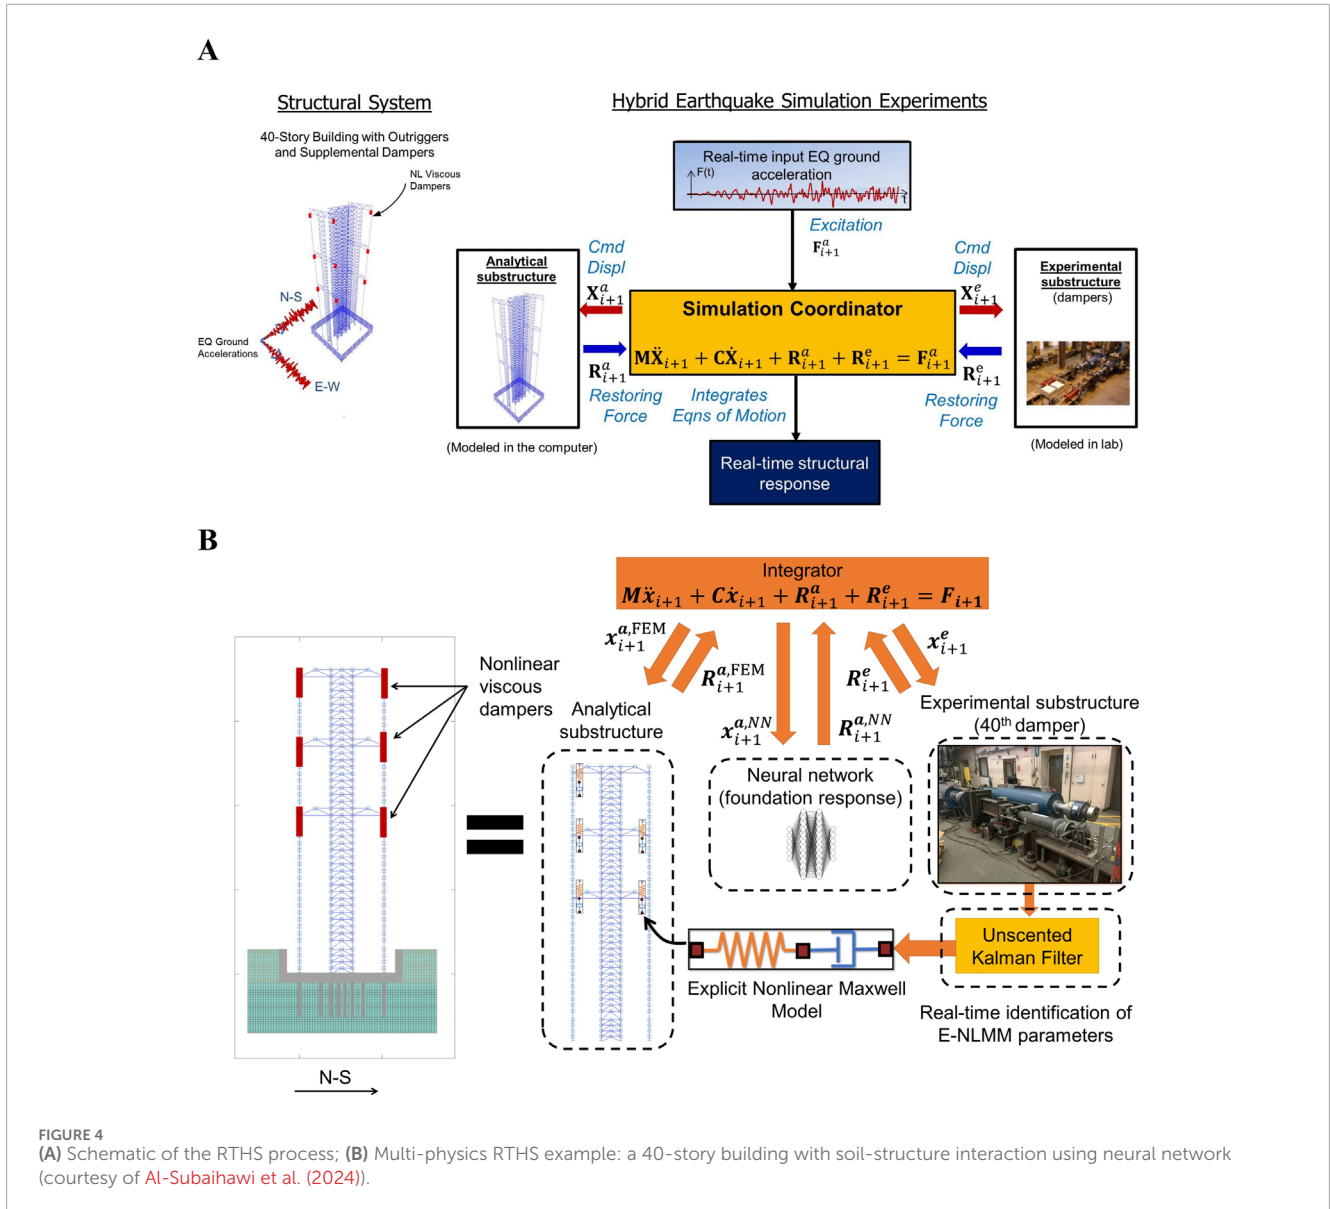 A
Structural System
40-Story Building with Outriggers
and Supplemental Dampers
NL Viscous
Dampers
N-S
EQ Ground
Accelerations
E-W
Hybrid Earthquake Simulation Experiments
Real-time input EQ ground
acceleration
F(t)
t
Excitation
F^a_{i+1}
Analytical
substructure
(Modeled in the computer)
Cmd
Displ
X^a_{i+1}
R^a_{i+1}
Restoring
Force
Simulation Coordinator
MẌ_{i+1} + CẊ_{i+1} + R^a_{i+1} + R^e_{i+1} = F^a_{i+1}
Integrates
Eqns of Motion
Cmd
Displ
X^e_{i+1}
R^e_{i+1}
Restoring
Force
Experimental
substructure
(dampers)
(Modeled in lab)
Real-time structural
response
B
Integrator
Mẍ_{i+1} + Cẋ_{i+1} + R^a_{i+1} + R^e_{i+1} = F_{i+1}
x^{a,FEM}_{i+1}
R^{a,FEM}_{i+1}
x^{a,NN}_{i+1}
R^{a,NN}_{i+1}
R^e_{i+1}
x^e_{i+1}
Nonlinear
viscous
dampers
Analytical
substructure
Neural network
(foundation response)
Experimental substructure
(40th damper)
Unscented
Kalman Filter
Explicit Nonlinear Maxwell
Model
Real-time identification of
E-NLMM parameters
N-S
FIGURE 4
(A) Schematic of the RTHS process; (B) Multi-physics RTHS example: a 40-story building with soil-structure interaction using neural network
(courtesy of Al-Subaihawi et al. (2024)).